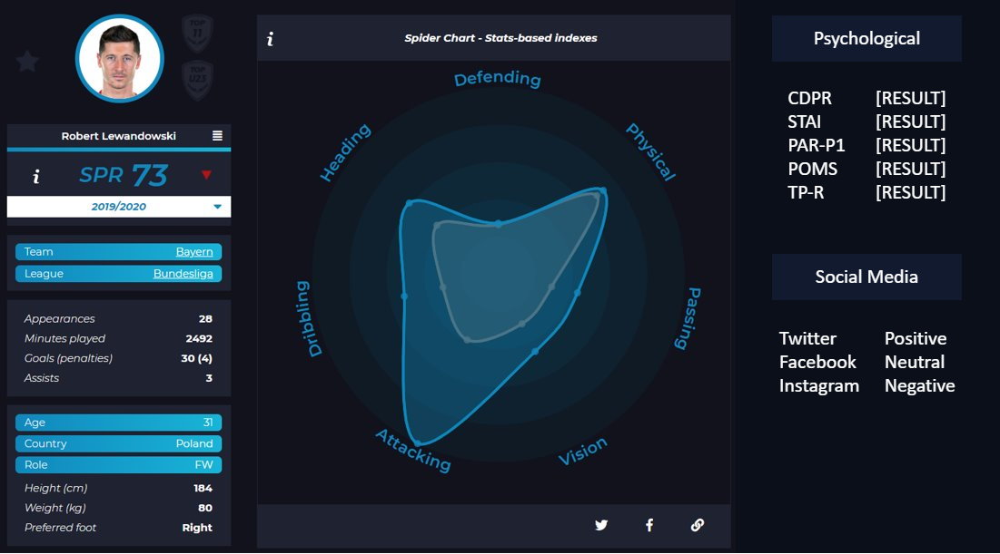 TOP
11
TOP
U23
Robert Lewandowski
i SPR 73
2019/2020
Team Bayern
League Bundesliga
Appearances 28
Minutes played 2492
Goals (penalties) 30 (4)
Assists 3
Age 31
Country Poland
Role FW
Height (cm) 184
Weight (kg) 80
Preferred foot Right
i Spider Chart - Stats-based indexes
Defending
Physical
Passing
Vision
Attacking
Dribbling
Heading
Psychological
CDPR [RESULT]
STAI [RESULT]
PAR-P1 [RESULT]
POMS [RESULT]
TP-R [RESULT]
Social Media
Twitter Positive
Facebook Neutral
Instagram Negative